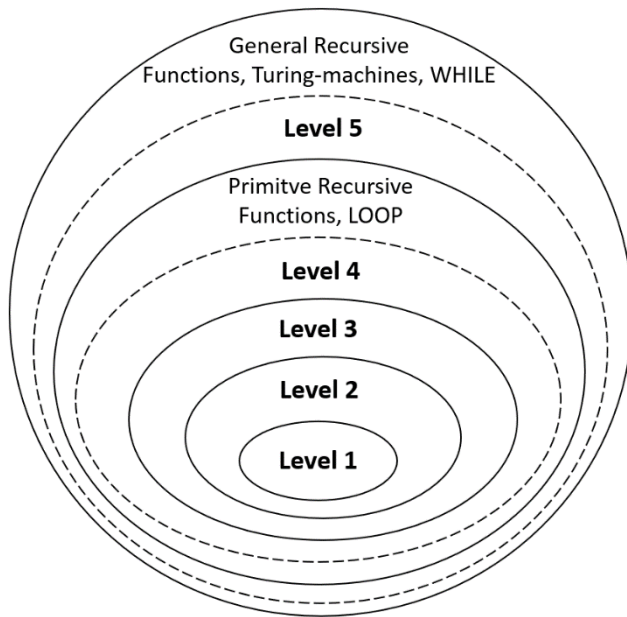 General Recursive
Functions, Turing-machines, WHILE
Level 5
Primitve Recursive
Functions, LOOP
Level 4
Level 3
Level 2
Level 1